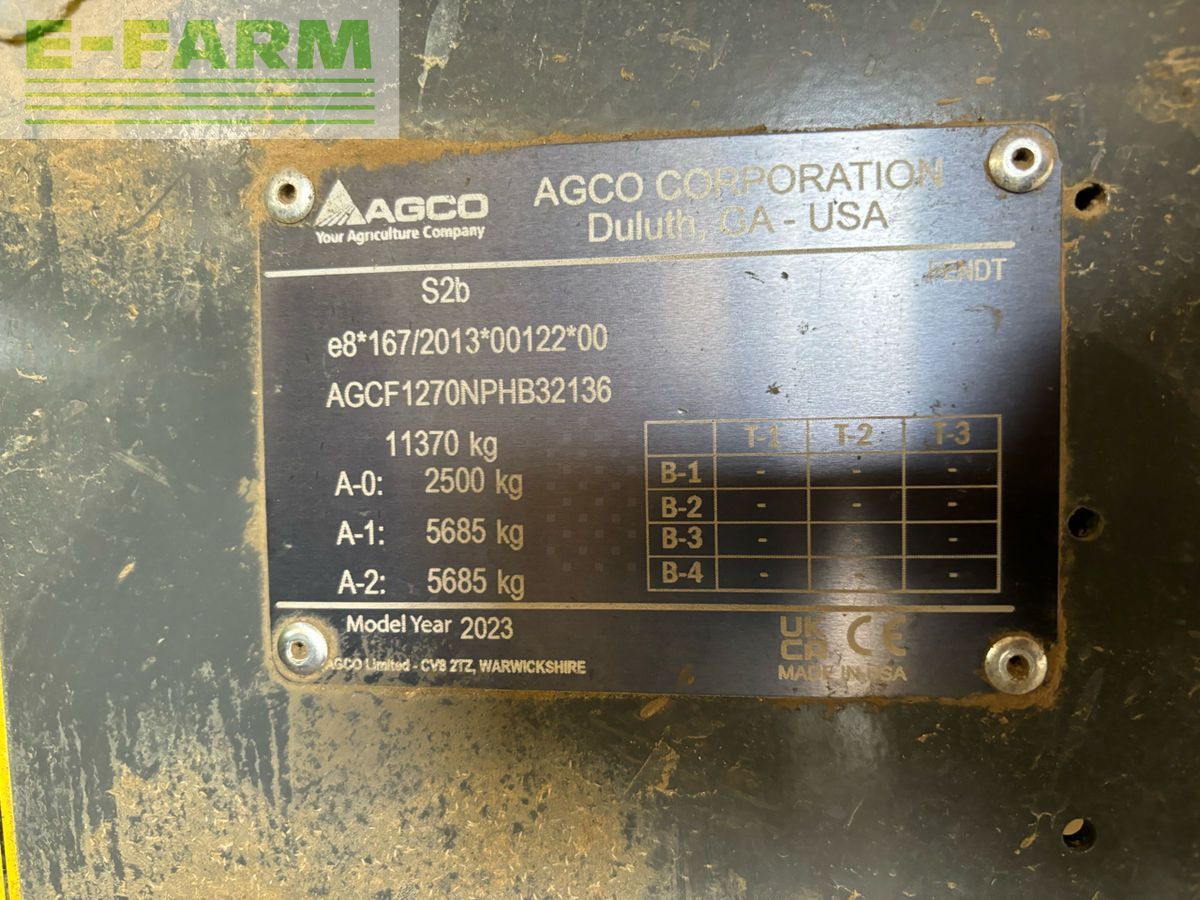 E-FARM
AGCO
Your Agriculture Company
AGCO CORPORATION
Duluth, GA - USA
FENDT
S2b
e8*167/2013*00122*00
AGCF1270NPHB32136
11370 kg
A-0: 2500 kg
A-1: 5685 kg
A-2: 5685 kg
T-1 T-2 T-3
B-1 - - -
B-2 - - -
B-3 - - -
B-4 - - -
Model Year 2023
AGCO Limited - CV8 2TZ, WARWICKSHIRE
UK
CA CE
MADE IN USA